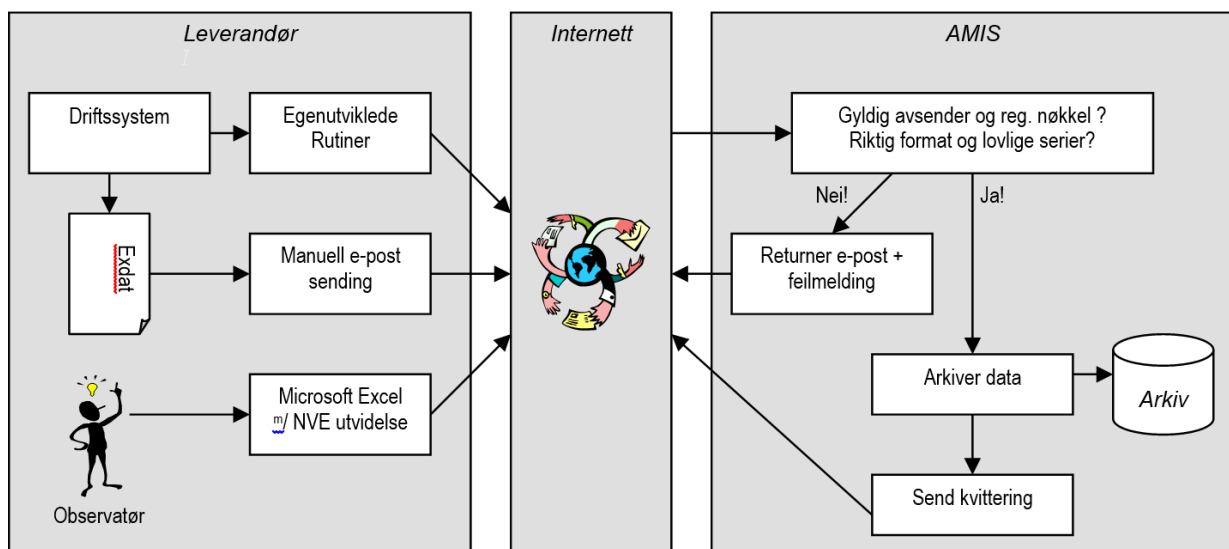 Leverandør
Internett
AMIS
Driftssystem
Egenutviklede
Rutiner
Exdat
Manuell e-post
sending
Microsoft Excel
m/ NVE utvidelse
Observatør
Gyldig avsender og reg. nøkkel ?
Riktig format og lovlige serier?
Nei!
Ja!
Returner e-post +
feilmelding
Arkiver data
Arkiv
Send kvittering